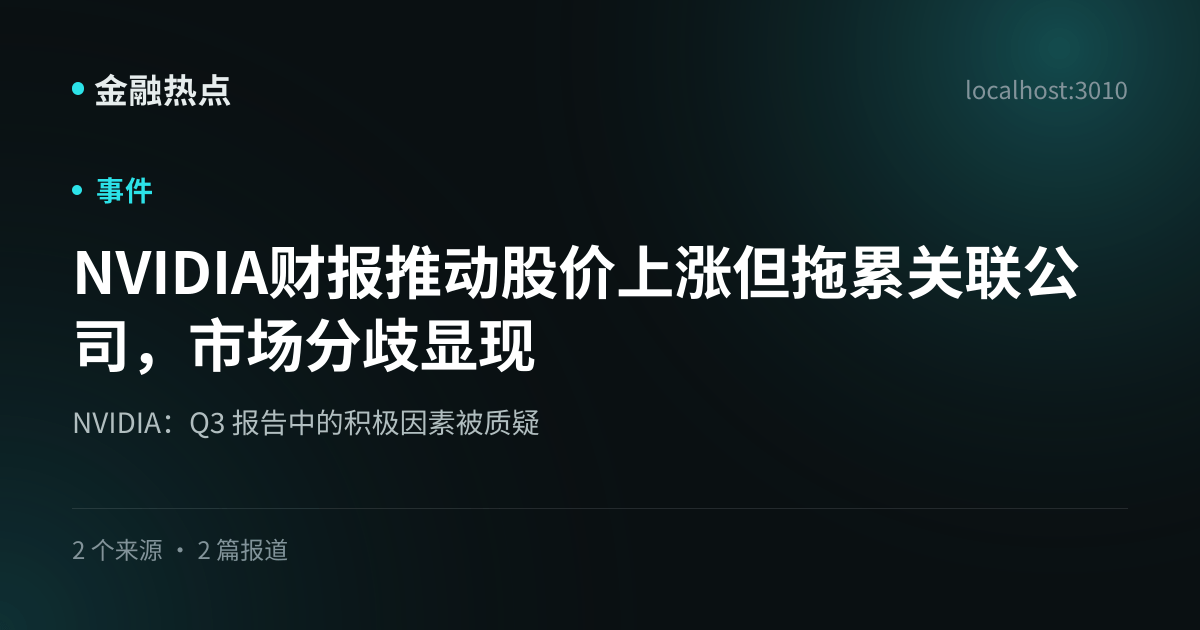 金融热点
localhost:3010
事件
NVIDIA财报推动股价上涨但拖累关联公
司，市场分歧显现
NVIDIA：Q3 报告中的积极因素被质疑
2 个来源 · 2 篇报道